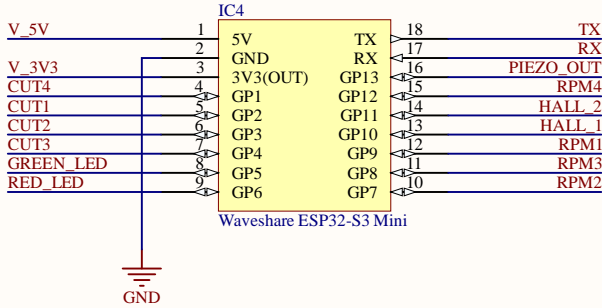 IC4
V_5V 1 5V TX 18 TX
2 GND RX 17 RX
V_3V3 3 3V3(OUT) GP13 16 PIEZO_OUT
CUT4 4 GP1 GP12 15 RPM4
CUT1 5 GP2 GP11 14 HALL_2
CUT2 6 GP3 GP10 13 HALL_1
CUT3 7 GP4 GP9 12 RPM1
GREEN_LED 8 GP5 GP8 11 RPM3
RED_LED 9 GP6 GP7 10 RPM2
Waveshare ESP32-S3 Mini
GND